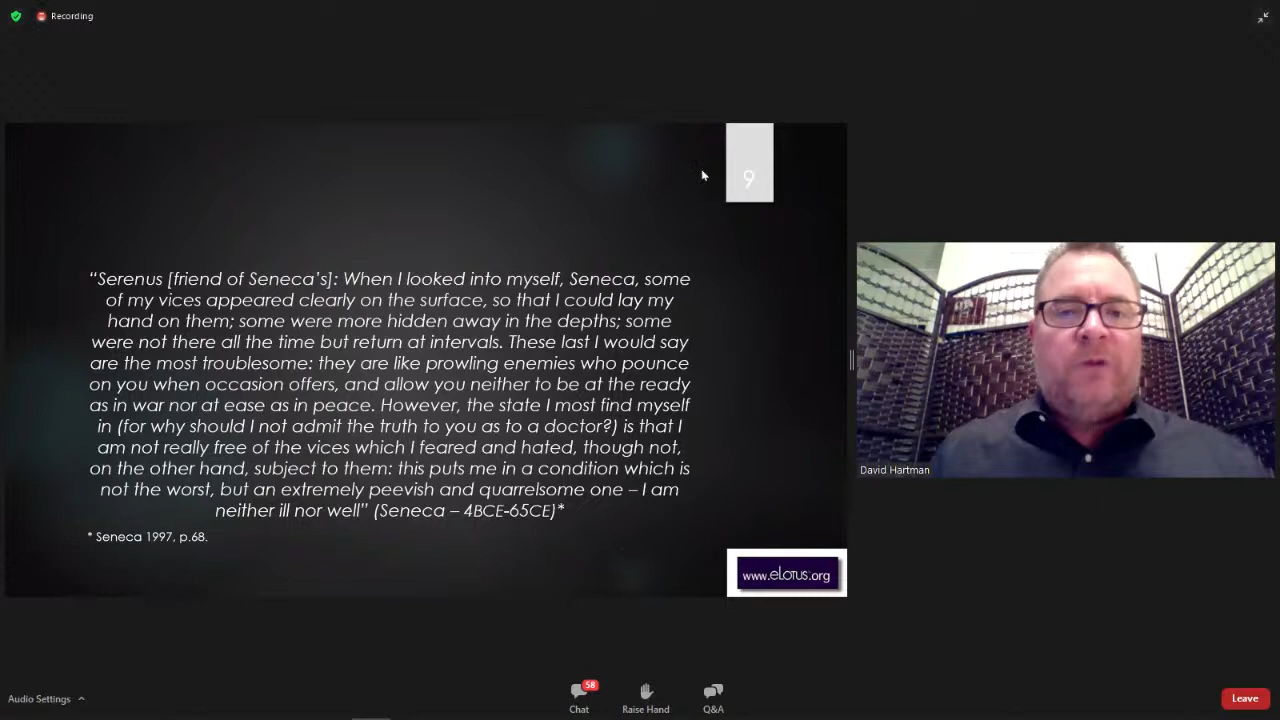 Recording
9
“Serenus [friend of Seneca’s]: When I looked into myself, Seneca, some
of my vices appeared clearly on the surface, so that I could lay my
hand on them; some were more hidden away in the depths; some
were not there all the time but return at intervals. These last I would say
are the most troublesome: they are like prowling enemies who pounce
on you when occasion offers, and allow you neither to be at the ready
as in war nor at ease as in peace. However, the state I most find myself
in (for why should I not admit the truth to you as to a doctor?) is that I
am not really free of the vices which I feared and hated, though not,
on the other hand, subject to them: this puts me in a condition which is
not the worst, but an extremely peevish and quarrelsome one – I am
neither ill nor well” (Seneca – 4BCE-65CE)*
* Seneca 1997, p.68.
www.eLotus.org
David Hartman
Audio Settings
58
Chat
Raise Hand
Q&A
Leave